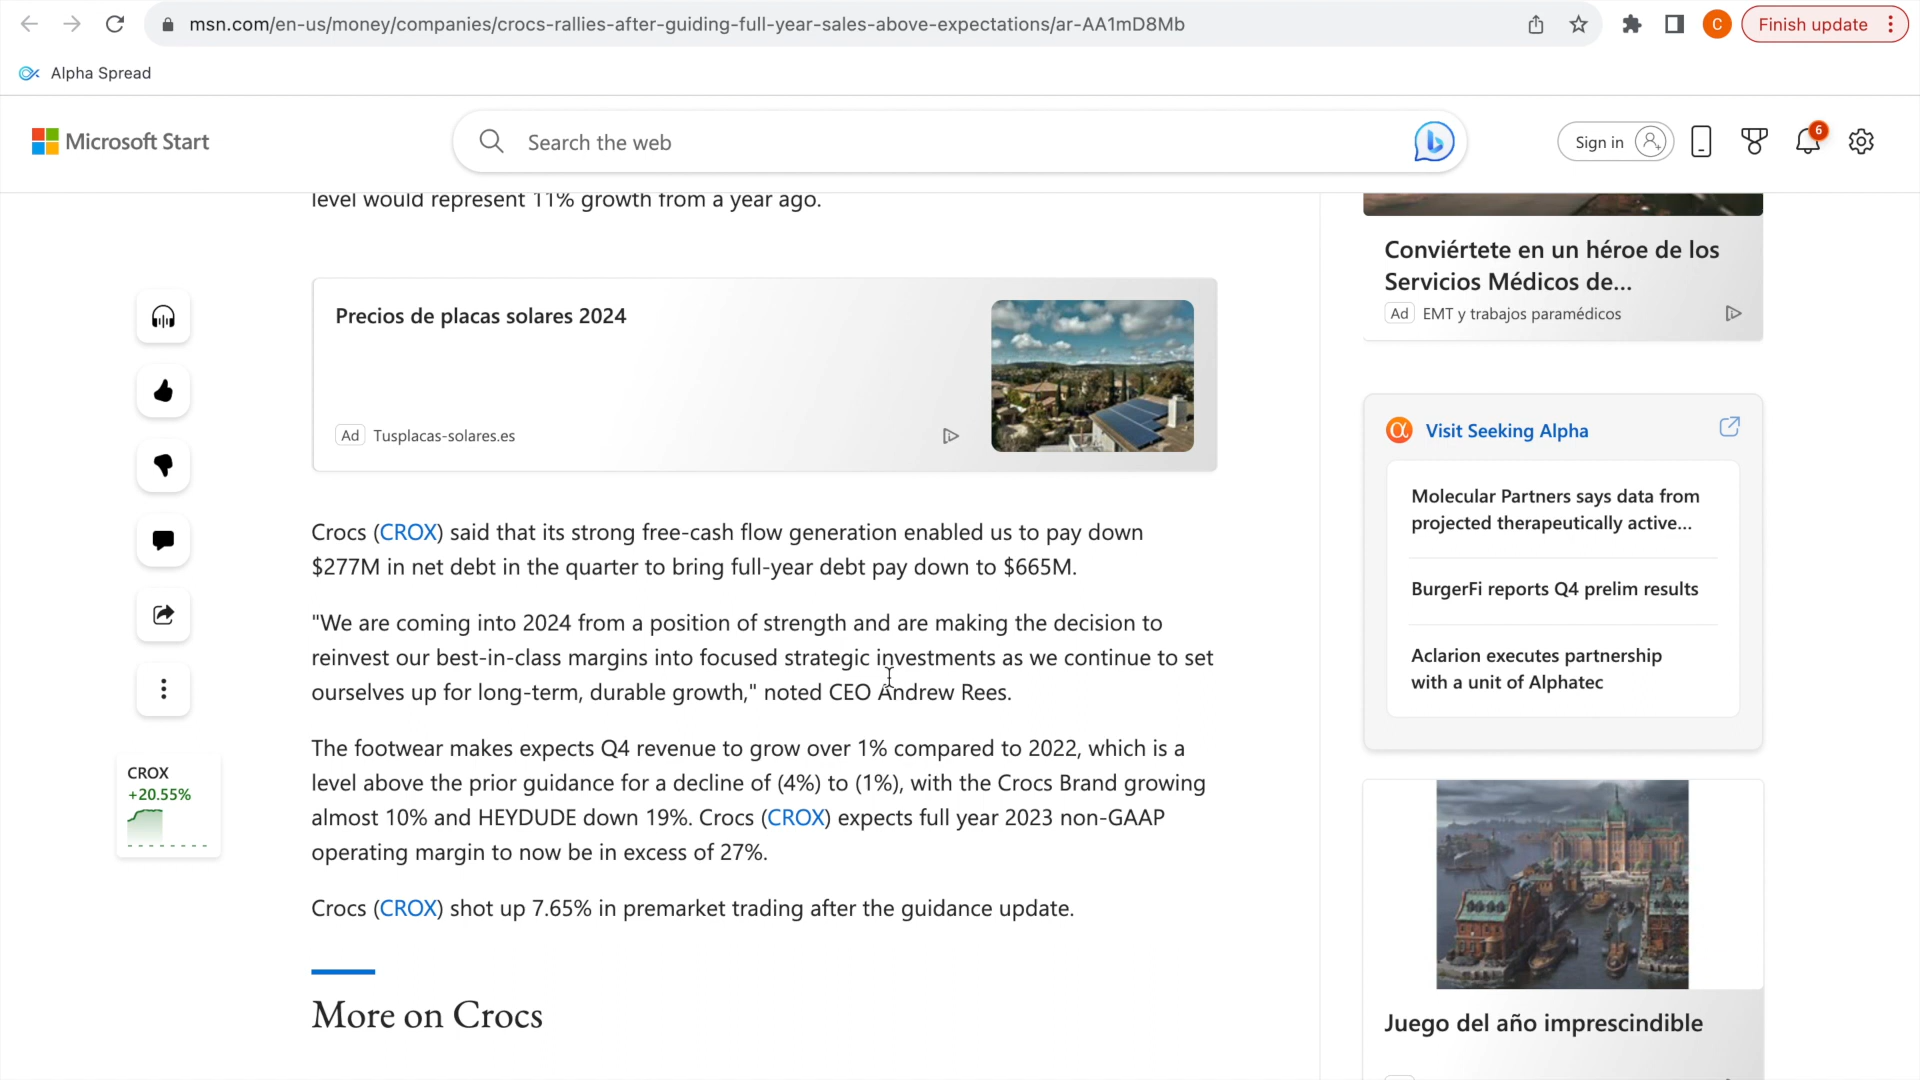 msn.com/en-us/money/companies/crocs-rallies-after-guiding-full-year-sales-above-expectations/ar-AA1mD8Mb
C
Finish update
Alpha Spread
Microsoft Start
Search the web
Sign in
6
level would represent 11% growth from a year ago.
Precios de placas solares 2024
Ad Tusplacas-solares.es
Crocs (CROX) said that its strong free-cash flow generation enabled us to pay down
$277M in net debt in the quarter to bring full-year debt pay down to $665M.
"We are coming into 2024 from a position of strength and are making the decision to
reinvest our best-in-class margins into focused strategic investments as we continue to set
ourselves up for long-term, durable growth," noted CEO Andrew Rees.
The footwear makes expects Q4 revenue to grow over 1% compared to 2022, which is a
level above the prior guidance for a decline of (4%) to (1%), with the Crocs Brand growing
almost 10% and HEYDUDE down 19%. Crocs (CROX) expects full year 2023 non-GAAP
operating margin to now be in excess of 27%.
Crocs (CROX) shot up 7.65% in premarket trading after the guidance update.
More on Crocs
CROX
+20.55%
Conviértete en un héroe de los
Servicios Médicos de...
Ad EMT y trabajos paramédicos
Visit Seeking Alpha
Molecular Partners says data from
projected therapeutically active...
BurgerFi reports Q4 prelim results
Aclarion executes partnership
with a unit of Alphatec
Juego del año imprescindible